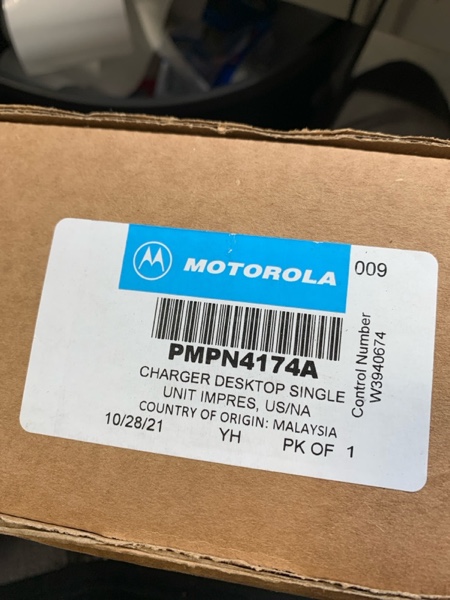 MOTOROLA
009
PMPN4174A
CHARGER DESKTOP SINGLE
UNIT IMPRES, US/NA
COUNTRY OF ORIGIN: MALAYSIA
10/28/21 YH PK OF 1
Control Number
W3940674